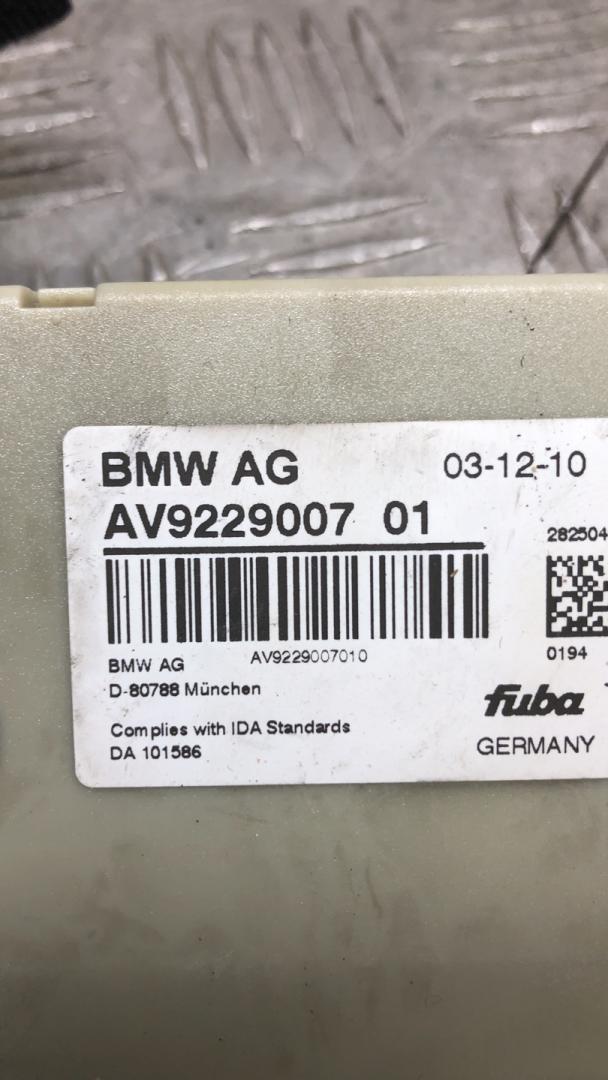 BMW AG 03-12-10
AV9229007 01
282504
AV9229007010
0194
BMW AG
D-80788 München
fuba
Complies with IDA Standards
GERMANY
DA 101586